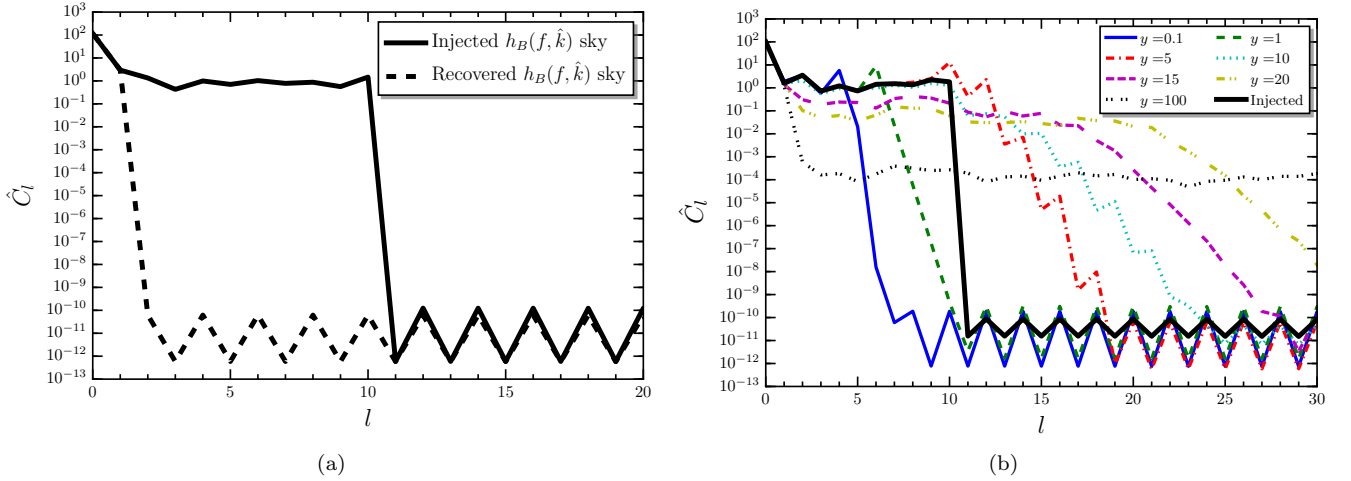 10^3
10^2
10^1
10^0
10^-1
10^-2
10^-3
10^-4
10^-5
10^-6
10^-7
10^-8
10^-9
10^-10
10^-11
10^-12
10^-13
Ĉ_l
0 5 10 15 20
l
Injected h_B(f, k̂) sky
Recovered h_B(f, k̂) sky
(a)
10^3
10^2
10^1
10^0
10^-1
10^-2
10^-3
10^-4
10^-5
10^-6
10^-7
10^-8
10^-9
10^-10
10^-11
10^-12
10^-13
Ĉ_l
0 5 10 15 20 25 30
l
y =0.1 y =1
y =5 y =10
y =15 y =20
y =100 Injected
(b)